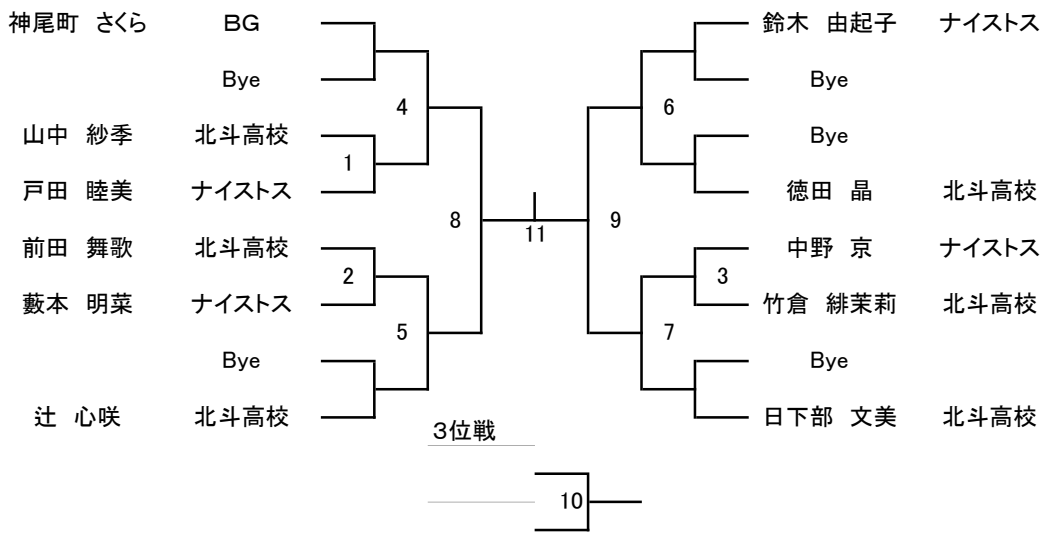 神尾町 さくら BG
Bye
4
山中 紗季 北斗高校
1
戸田 睦美 ナイストス
8
前田 舞歌 北斗高校
2
藪本 明菜 ナイストス
5
Bye
辻 心咲 北斗高校
11
鈴木 由起子 ナイストス
Bye
6
Bye
徳田 晶 北斗高校
9
中野 京 ナイストス
3
竹倉 緋茉莉 北斗高校
7
Bye
日下部 文美 北斗高校
3位戦
10